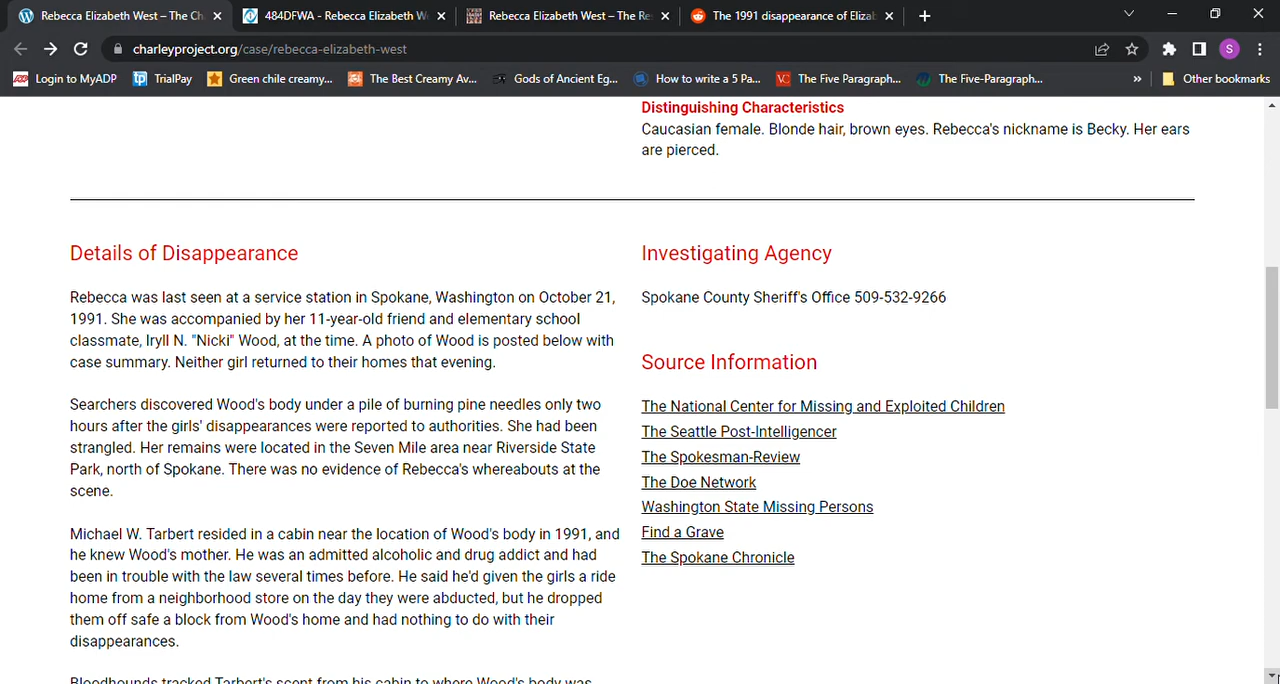 Rebecca Elizabeth West – The Ch
484DFWA - Rebecca Elizabeth W
Rebecca Elizabeth West – The Re
The 1991 disappearance of Elizab
charleyproject.org/case/rebecca-elizabeth-west
S
Login to MyADP
TrialPay
Green chile creamy...
The Best Creamy Av...
Gods of Ancient Eg...
How to write a 5 Pa...
The Five Paragraph...
The Five-Paragraph...
»
Other bookmarks
Distinguishing Characteristics
Caucasian female. Blonde hair, brown eyes. Rebecca's nickname is Becky. Her ears
are pierced.
Details of Disappearance
Rebecca was last seen at a service station in Spokane, Washington on October 21,
1991. She was accompanied by her 11-year-old friend and elementary school
classmate, Iryll N. "Nicki" Wood, at the time. A photo of Wood is posted below with
case summary. Neither girl returned to their homes that evening.
Searchers discovered Wood's body under a pile of burning pine needles only two
hours after the girls' disappearances were reported to authorities. She had been
strangled. Her remains were located in the Seven Mile area near Riverside State
Park, north of Spokane. There was no evidence of Rebecca's whereabouts at the
scene.
Michael W. Tarbert resided in a cabin near the location of Wood's body in 1991, and
he knew Wood's mother. He was an admitted alcoholic and drug addict and had
been in trouble with the law several times before. He said he'd given the girls a ride
home from a neighborhood store on the day they were abducted, but he dropped
them off safe a block from Wood's home and had nothing to do with their
disappearances.
Bloodhounds tracked Tarbert's scent from his cabin to where Wood's body was
Investigating Agency
Spokane County Sheriff's Office 509-532-9266
Source Information
The National Center for Missing and Exploited Children
The Seattle Post-Intelligencer
The Spokesman-Review
The Doe Network
Washington State Missing Persons
Find a Grave
The Spokane Chronicle